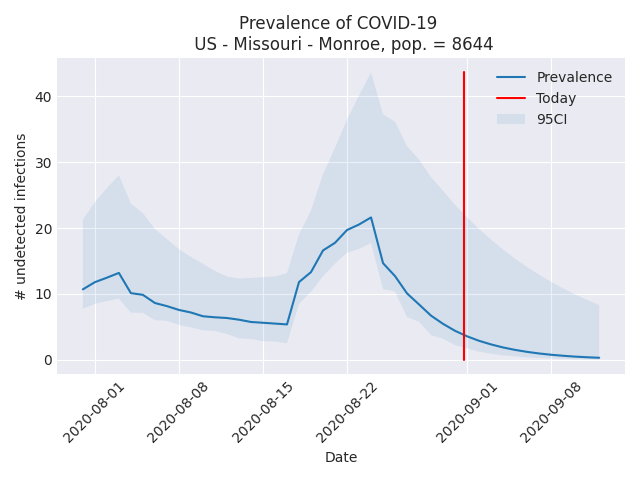 Prevalence of COVID-19
US - Missouri - Monroe, pop. = 8644
# undetected infections
40
30
20
10
0
Prevalence
Today
95CI
2020-08-01
2020-08-08
2020-08-15
2020-08-22
2020-09-01
2020-09-08
Date